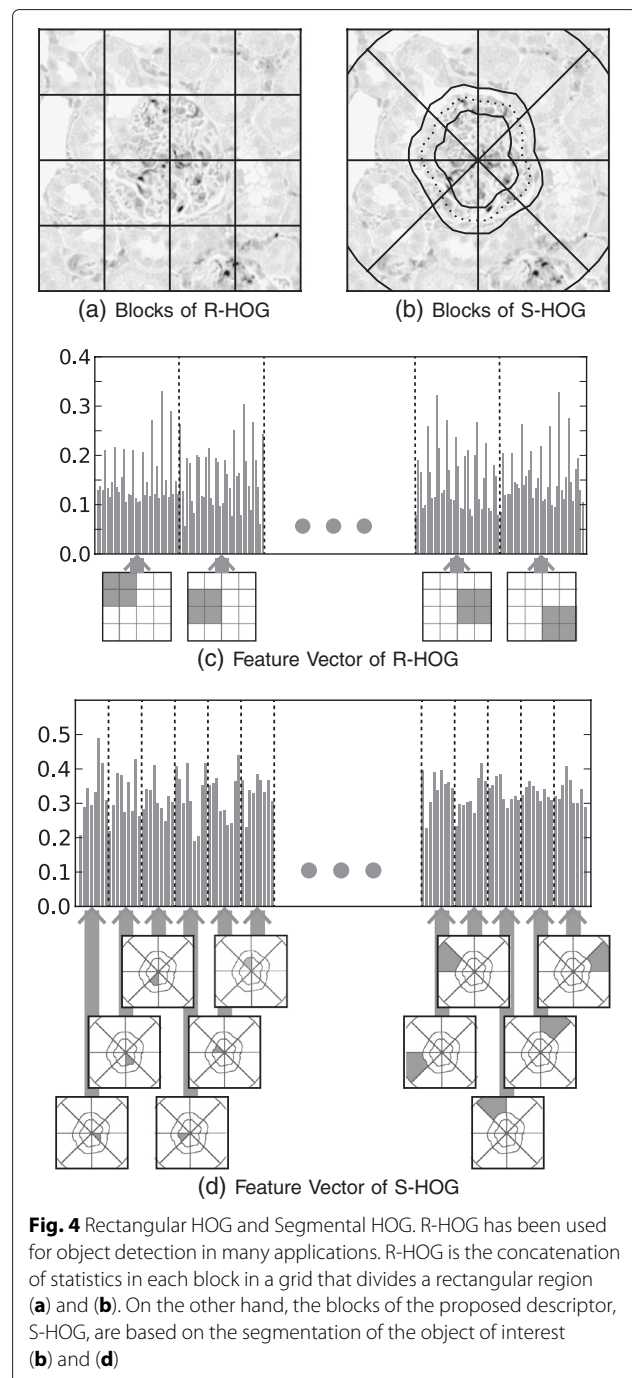 (a) Blocks of R-HOG
(b) Blocks of S-HOG
0.4
0.3
0.2
0.1
0.0
(c) Feature Vector of R-HOG
0.5
0.4
0.3
0.2
0.1
0.0
(d) Feature Vector of S-HOG
Fig. 4 Rectangular HOG and Segmental HOG. R-HOG has been used
for object detection in many applications. R-HOG is the concatenation
of statistics in each block in a grid that divides a rectangular region
(a) and (b). On the other hand, the blocks of the proposed descriptor,
S-HOG, are based on the segmentation of the object of interest
(b) and (d)